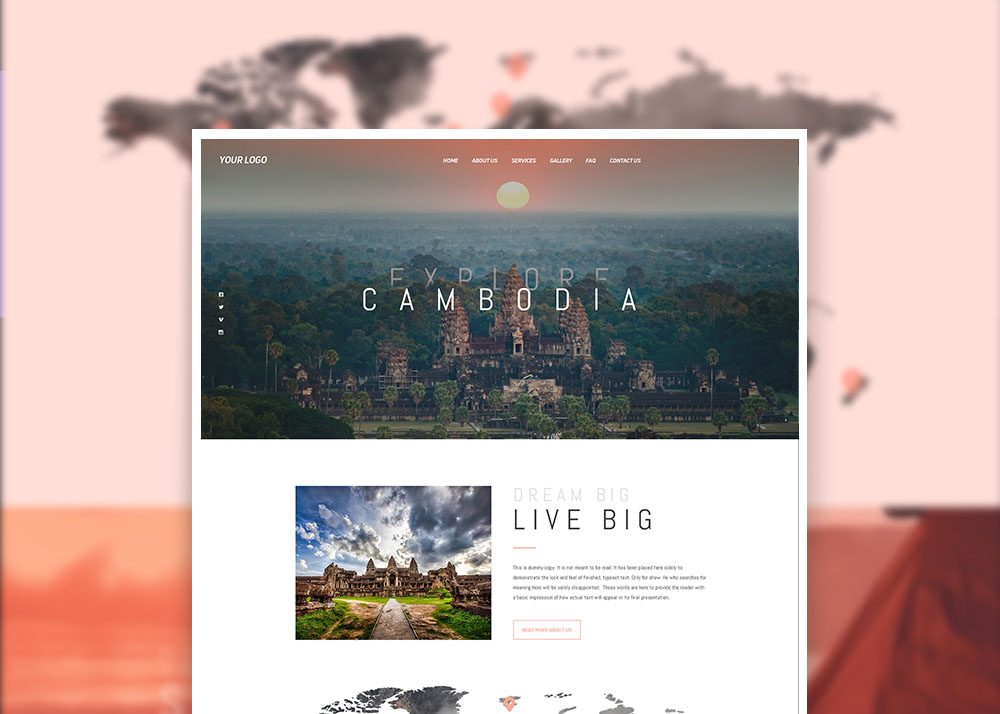 YOUR LOGO
HOME ABOUT US SERVICES GALLERY FAQ CONTACT US
EXPLORE
CAMBODIA
DREAM BIG
LIVE BIG
This is dummy copy. It is not meant to be read. It has been placed here solely to
demonstrate the look and feel of finished, typeset text. Only for show. He who searches for
meaning here will be sorely disappointed. These words are here to provide the reader with
a basic impression of how actual text will appear in its final presentation.
READ MORE ABOUT US